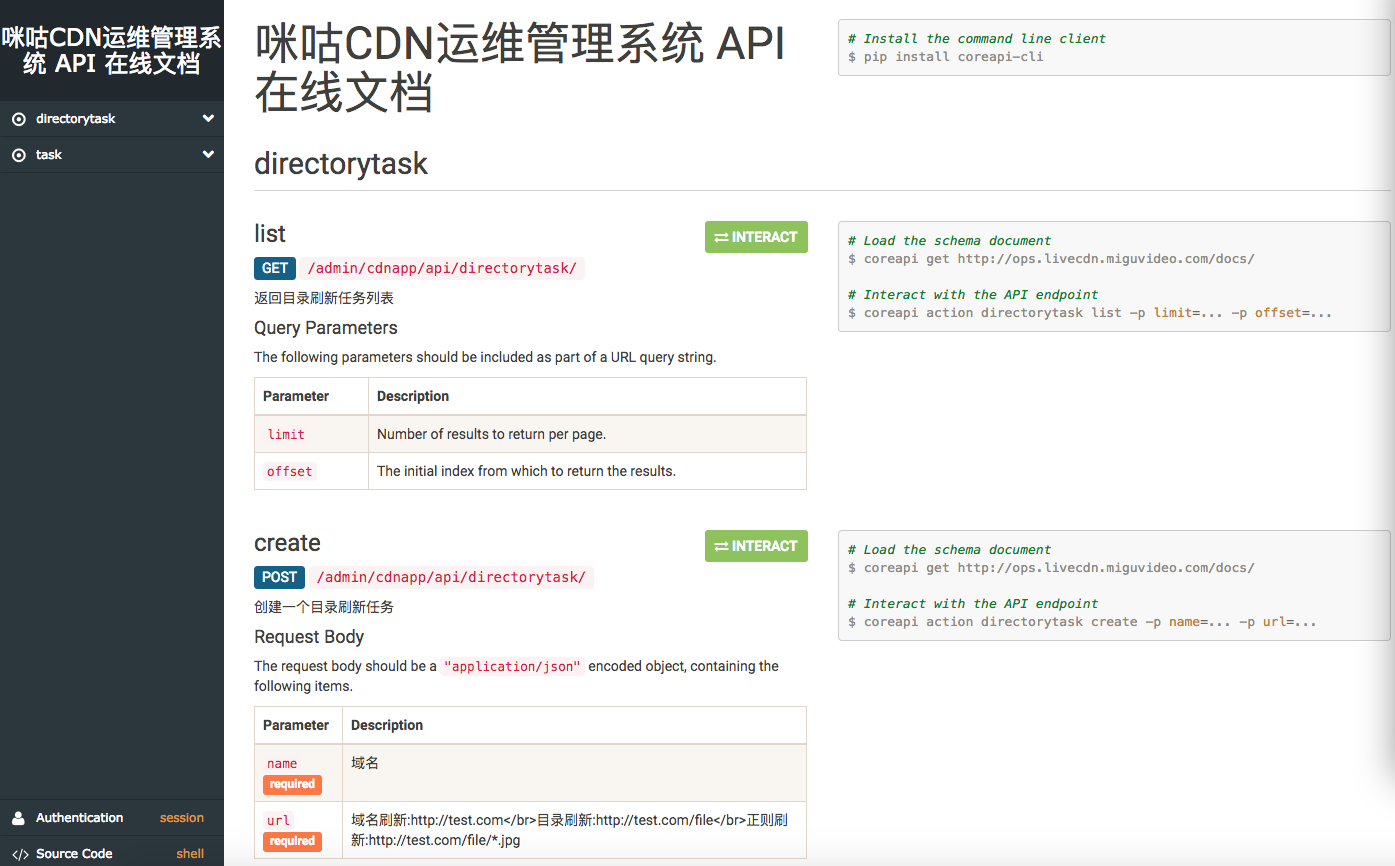 咪咕CDN运维管理系
统 API 在线文档
directorytask
task
Authentication session
Source Code shell
咪咕CDN运维管理系统 API
在线文档
# Install the command line client
$ pip install coreapi-cli
directorytask
list
INTERACT
GET /admin/cdnapp/api/directorytask/
返回目录刷新任务列表
Query Parameters
The following parameters should be included as part of a URL query string.
Parameter Description
limit Number of results to return per page.
offset The initial index from which to return the results.
# Load the schema document
$ coreapi get http://ops.livecdn.miguvideo.com/docs/
# Interact with the API endpoint
$ coreapi action directorytask list -p limit=... -p offset=...
create
INTERACT
POST /admin/cdnapp/api/directorytask/
创建一个目录刷新任务
Request Body
The request body should be a "application/json" encoded object, containing the
following items.
Parameter Description
name 域名
required
url 域名刷新:http://test.com</br>目录刷新:http://test.com/file</br>正则刷
required 新:http://test.com/file/*.jpg
# Load the schema document
$ coreapi get http://ops.livecdn.miguvideo.com/docs/
# Interact with the API endpoint
$ coreapi action directorytask create -p name=... -p url=...